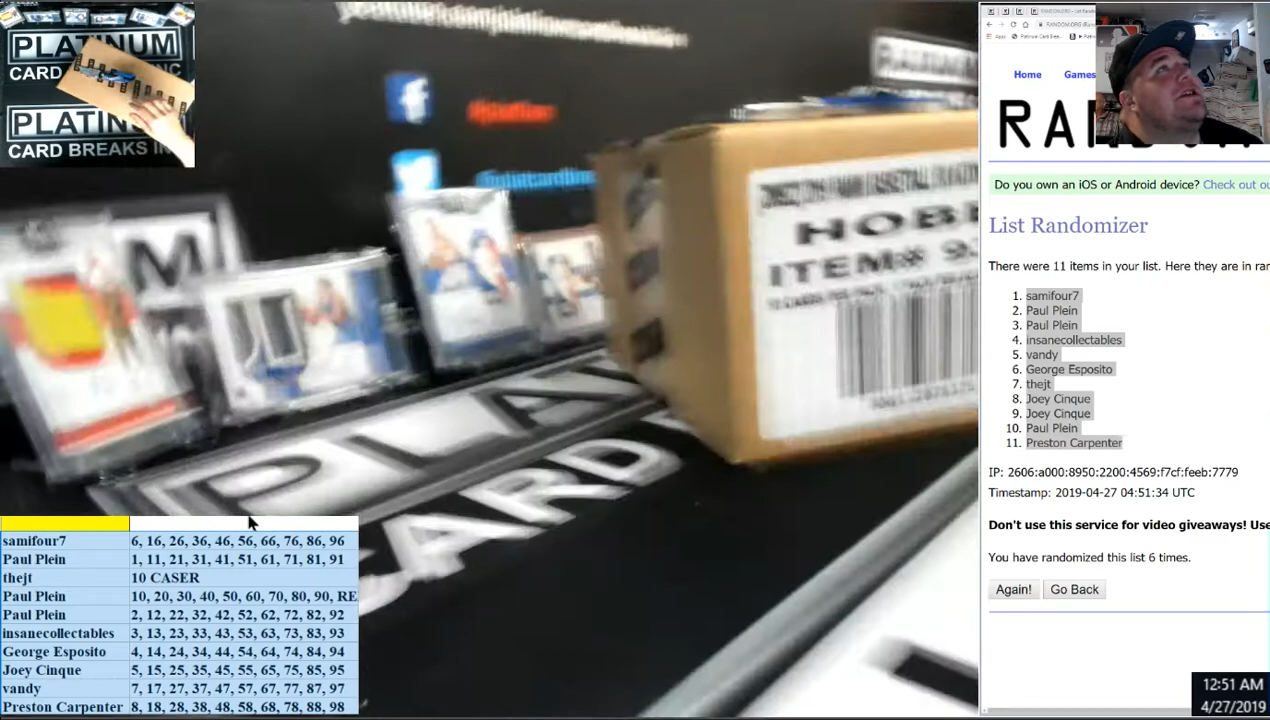 PLATINUM
CARD
INC
PLATINUM
CARD BREAKS IN
HOB
ITEM# 9
M
PLA
CARD
Home
Games
Do you own an iOS or Android device? Check out ou
List Randomizer
There were 11 items in your list. Here they are in ran
1. samifour7
2. Paul Plein
3. Paul Plein
4. insanecollectables
5. vandy
6. George Esposito
7. thejt
8. Joey Cinque
9. Joey Cinque
10. Paul Plein
11. Preston Carpenter
IP: 2606:a000:8950:2200:4569:f7cf:feeb:7779
Timestamp: 2019-04-27 04:51:34 UTC
Don't use this service for video giveaways! Use
You have randomized this list 6 times.
Again!
Go Back
samifour7 6, 16, 26, 36, 46, 56, 66, 76, 86, 96
Paul Plein 1, 11, 21, 31, 41, 51, 61, 71, 81, 91
thejt 10 CASER
Paul Plein 10, 20, 30, 40, 50, 60, 70, 80, 90, RE
Paul Plein 2, 12, 22, 32, 42, 52, 62, 72, 82, 92
insanecollectables 3, 13, 23, 33, 43, 53, 63, 73, 83, 93
George Esposito 4, 14, 24, 34, 44, 54, 64, 74, 84, 94
Joey Cinque 5, 15, 25, 35, 45, 55, 65, 75, 85, 95
vandy 7, 17, 27, 37, 47, 57, 67, 77, 87, 97
Preston Carpenter 8, 18, 28, 38, 48, 58, 68, 78, 88, 98
12:51 AM
4/27/2019